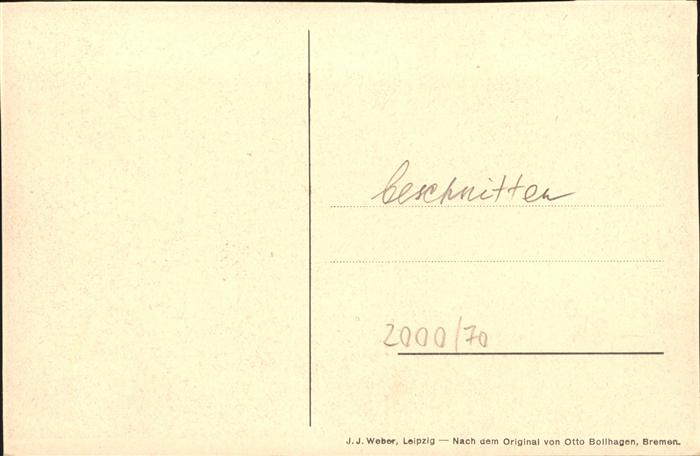 beschnitten
2000/70
J. J. Weber, Leipzig — Nach dem Original von Otto Bollhagen, Bremen.